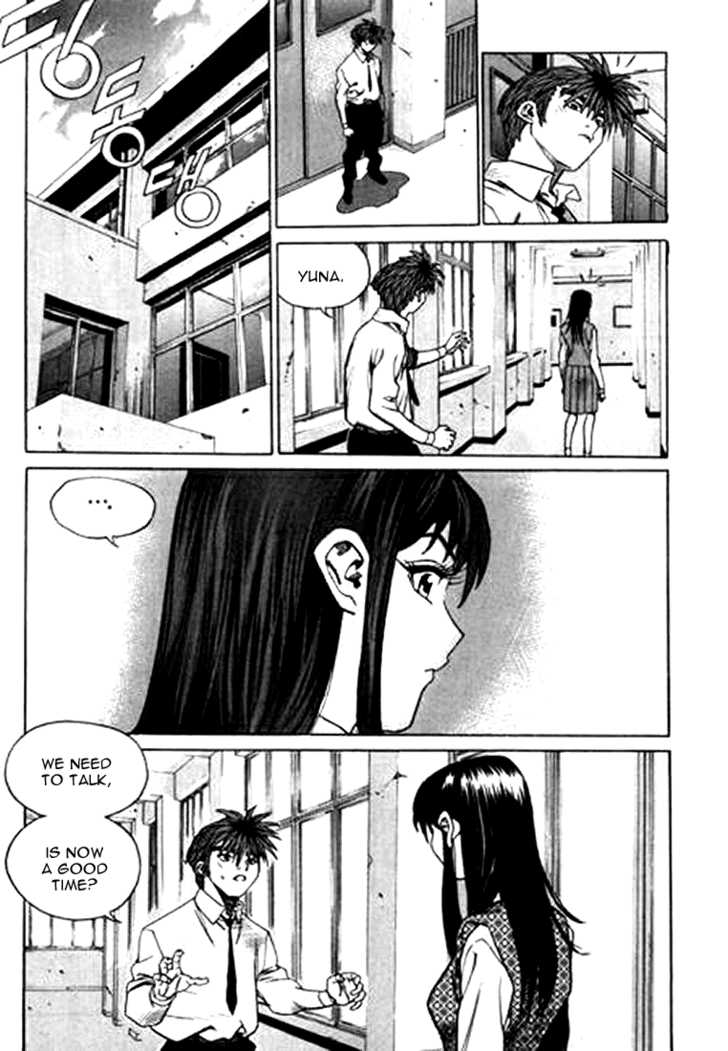 딩
동
댕
YUNA.
...
WE NEED
TO TALK,
IS NOW
A GOOD
TIME?